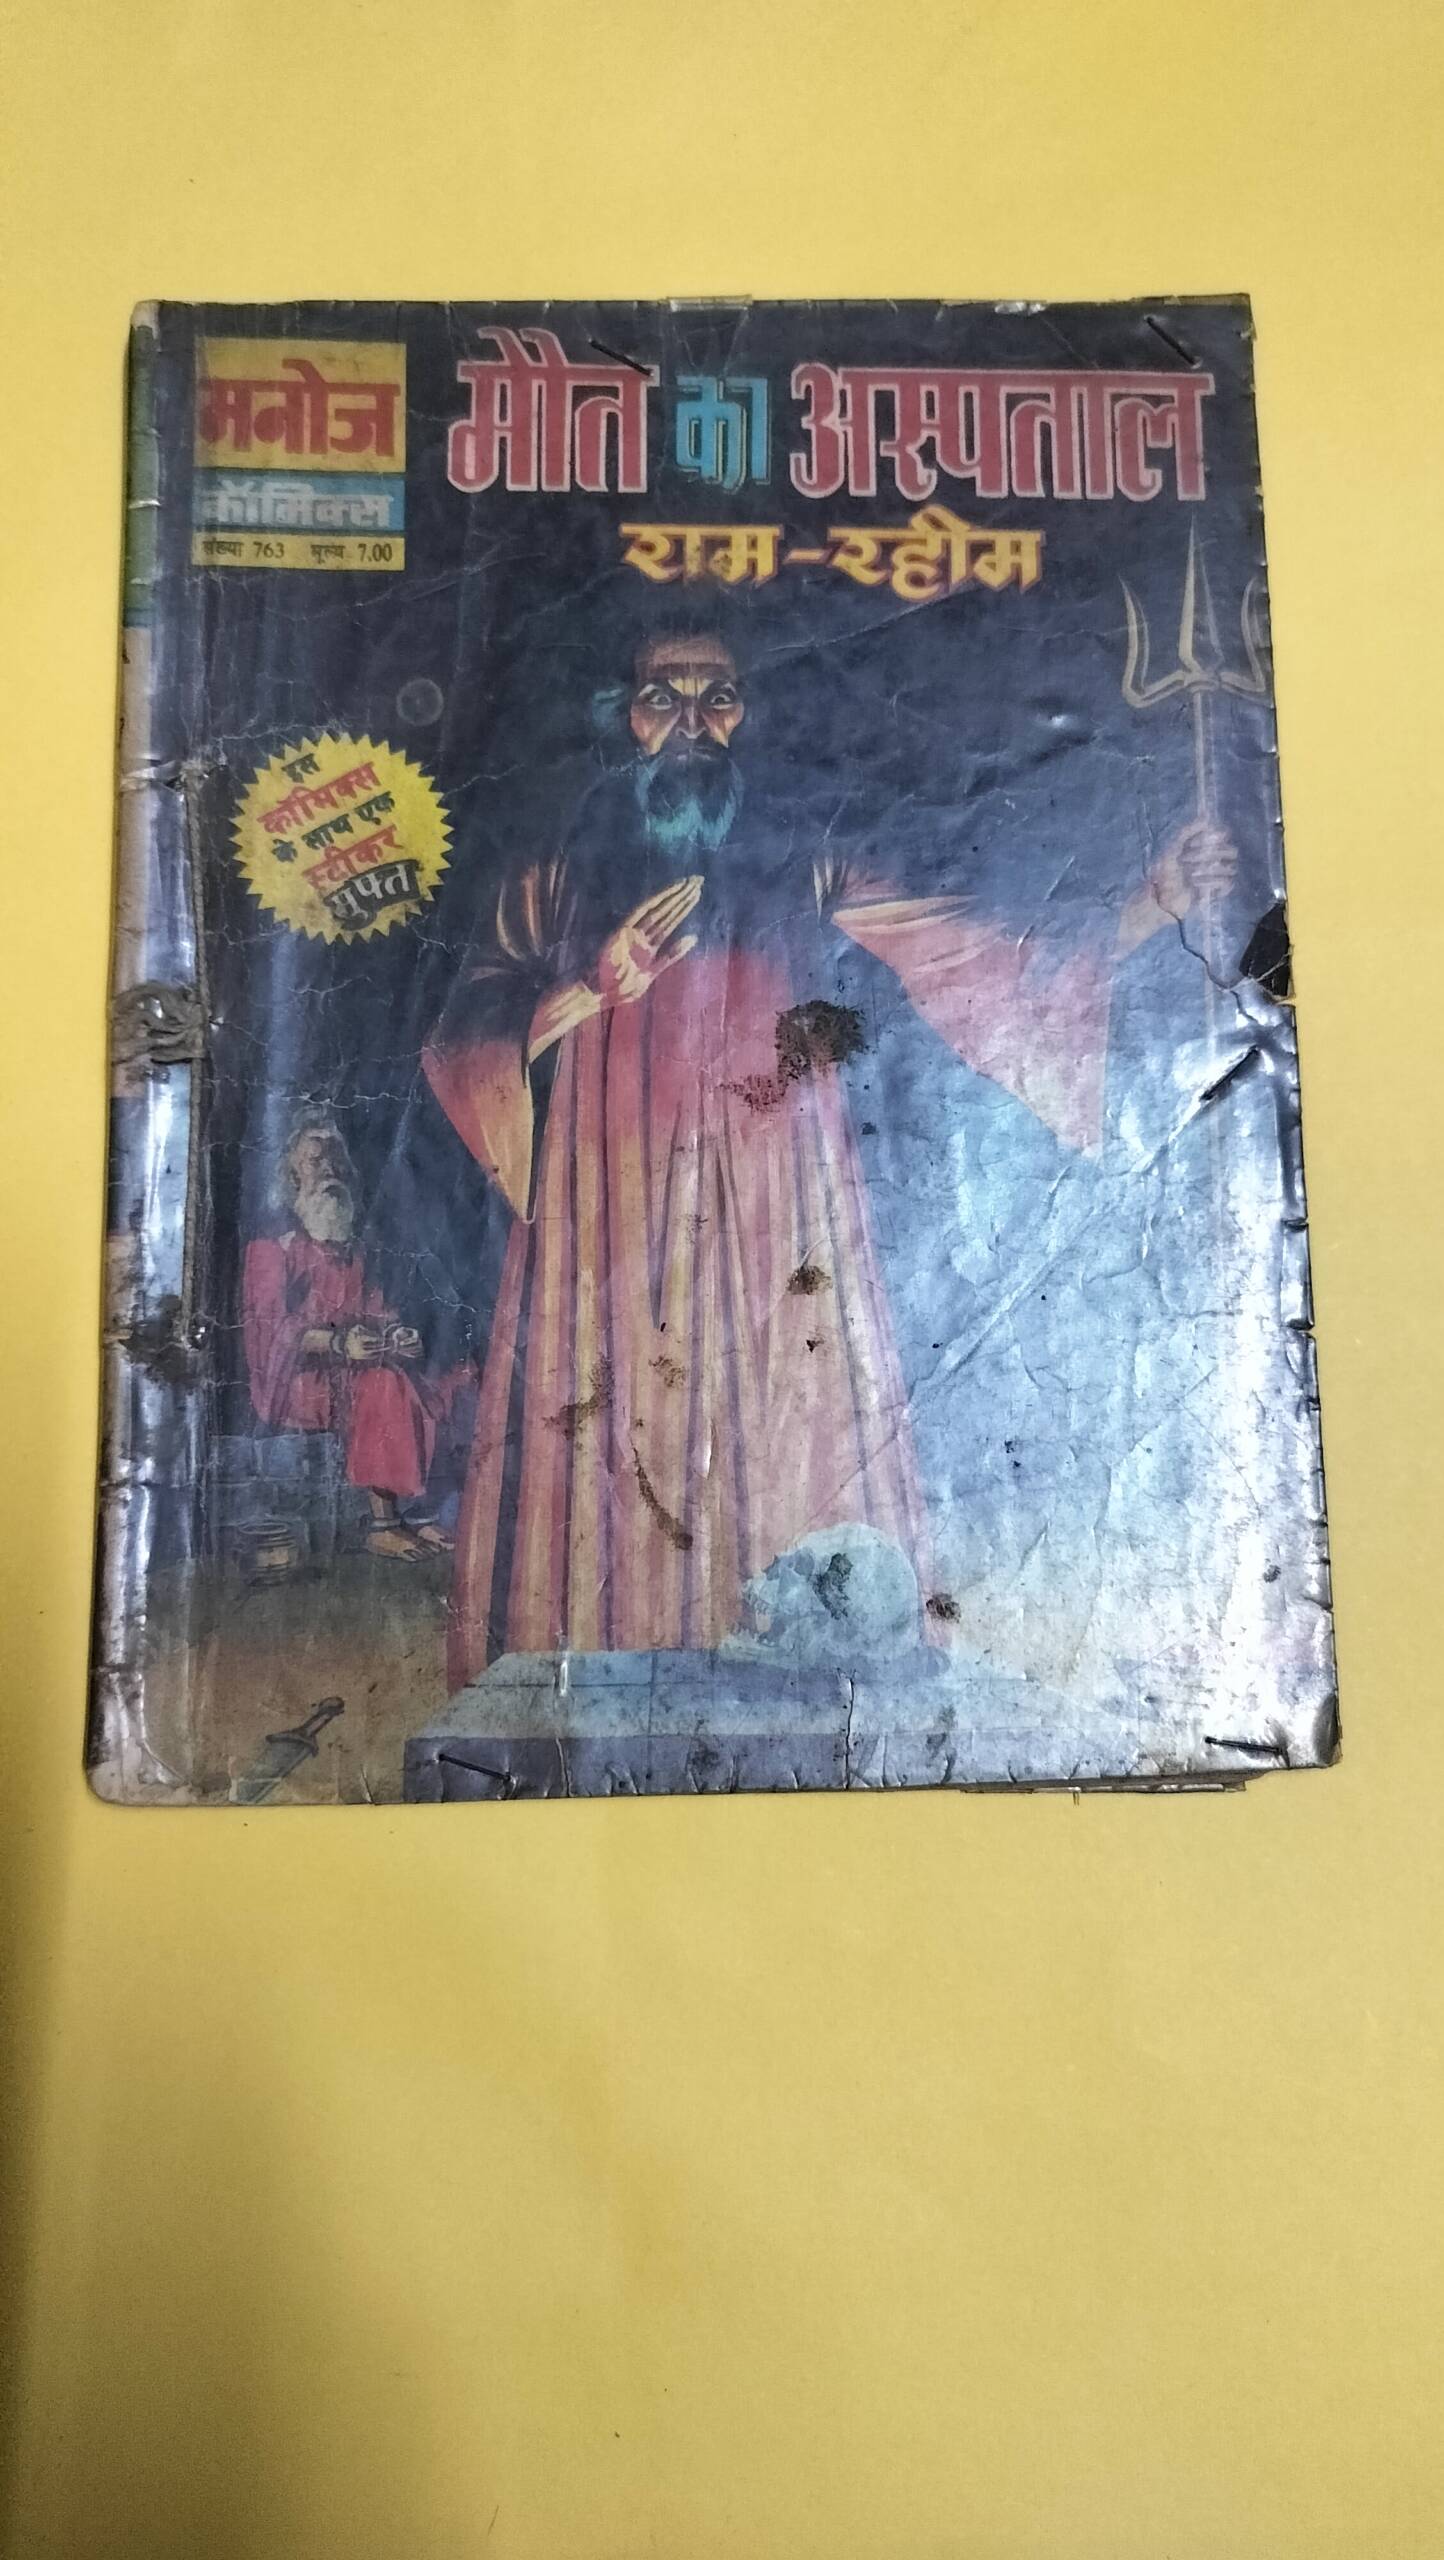 मनोज
कॉमिक्स
संख्या 763 मूल्य 7.00
मौत का अस्पताल
राम-रहीम
इस
कॉमिक्स
के साथ एक
स्टीकर
मुफ्त